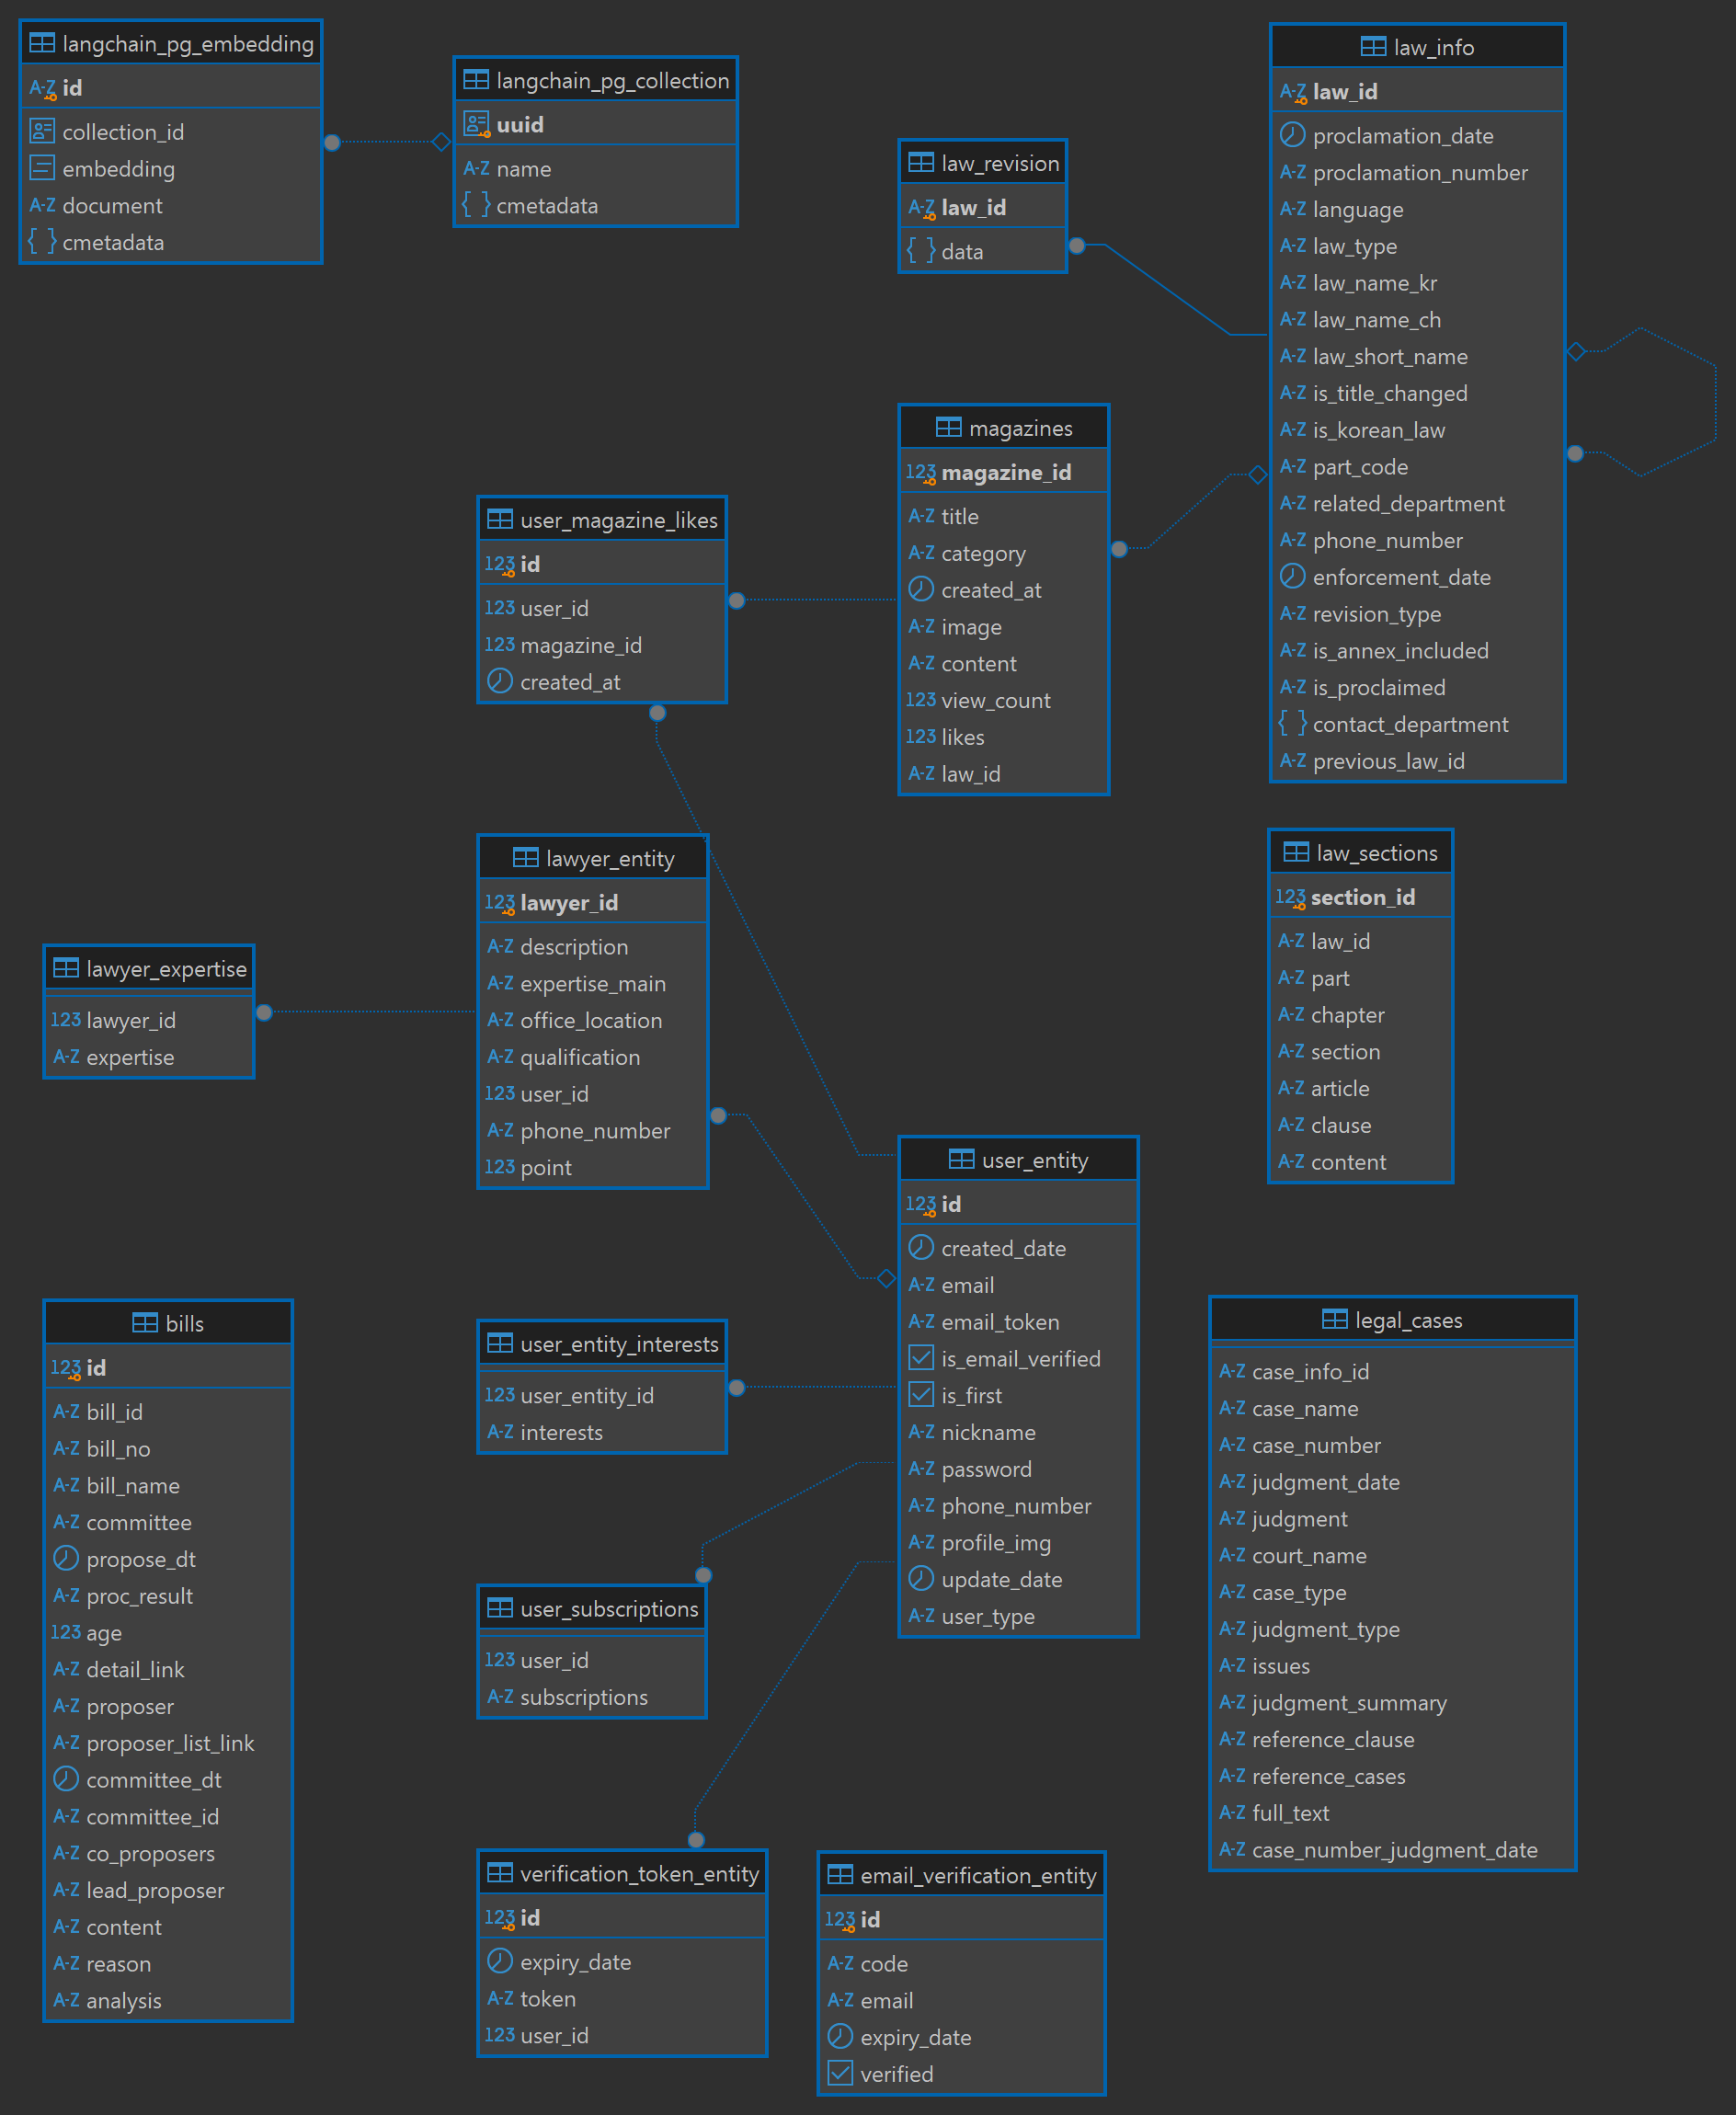 langchain_pg_embedding
A-Z id
collection_id
embedding
A-Z document
{ } cmetadata
langchain_pg_collection
uuid
A-Z name
{ } cmetadata
law_info
A-Z law_id
proclamation_date
A-Z proclamation_number
A-Z language
A-Z law_type
A-Z law_name_kr
A-Z law_name_ch
A-Z law_short_name
A-Z is_title_changed
A-Z is_korean_law
A-Z part_code
A-Z related_department
A-Z phone_number
enforcement_date
A-Z revision_type
A-Z is_annex_included
A-Z is_proclaimed
{ } contact_department
A-Z previous_law_id
law_revision
A-Z law_id
{ } data
magazines
123 magazine_id
A-Z title
A-Z category
created_at
A-Z image
A-Z content
123 view_count
123 likes
A-Z law_id
user_magazine_likes
123 id
123 user_id
123 magazine_id
created_at
lawyer_entity
123 lawyer_id
A-Z description
A-Z expertise_main
A-Z office_location
A-Z qualification
123 user_id
A-Z phone_number
123 point
law_sections
123 section_id
A-Z law_id
A-Z part
A-Z chapter
A-Z section
A-Z article
A-Z clause
A-Z content
lawyer_expertise
123 lawyer_id
A-Z expertise
user_entity
123 id
created_date
A-Z email
A-Z email_token
is_email_verified
is_first
A-Z nickname
A-Z password
A-Z phone_number
A-Z profile_img
update_date
A-Z user_type
bills
123 id
A-Z bill_id
A-Z bill_no
A-Z bill_name
A-Z committee
propose_dt
A-Z proc_result
123 age
A-Z detail_link
A-Z proposer
A-Z proposer_list_link
committee_dt
A-Z committee_id
A-Z co_proposers
A-Z lead_proposer
A-Z content
A-Z reason
A-Z analysis
user_entity_interests
123 user_entity_id
A-Z interests
legal_cases
A-Z case_info_id
A-Z case_name
A-Z case_number
A-Z judgment_date
A-Z judgment
A-Z court_name
A-Z case_type
A-Z judgment_type
A-Z issues
A-Z judgment_summary
A-Z reference_clause
A-Z reference_cases
A-Z full_text
A-Z case_number_judgment_date
user_subscriptions
123 user_id
A-Z subscriptions
verification_token_entity
123 id
expiry_date
A-Z token
123 user_id
email_verification_entity
123 id
A-Z code
A-Z email
expiry_date
verified